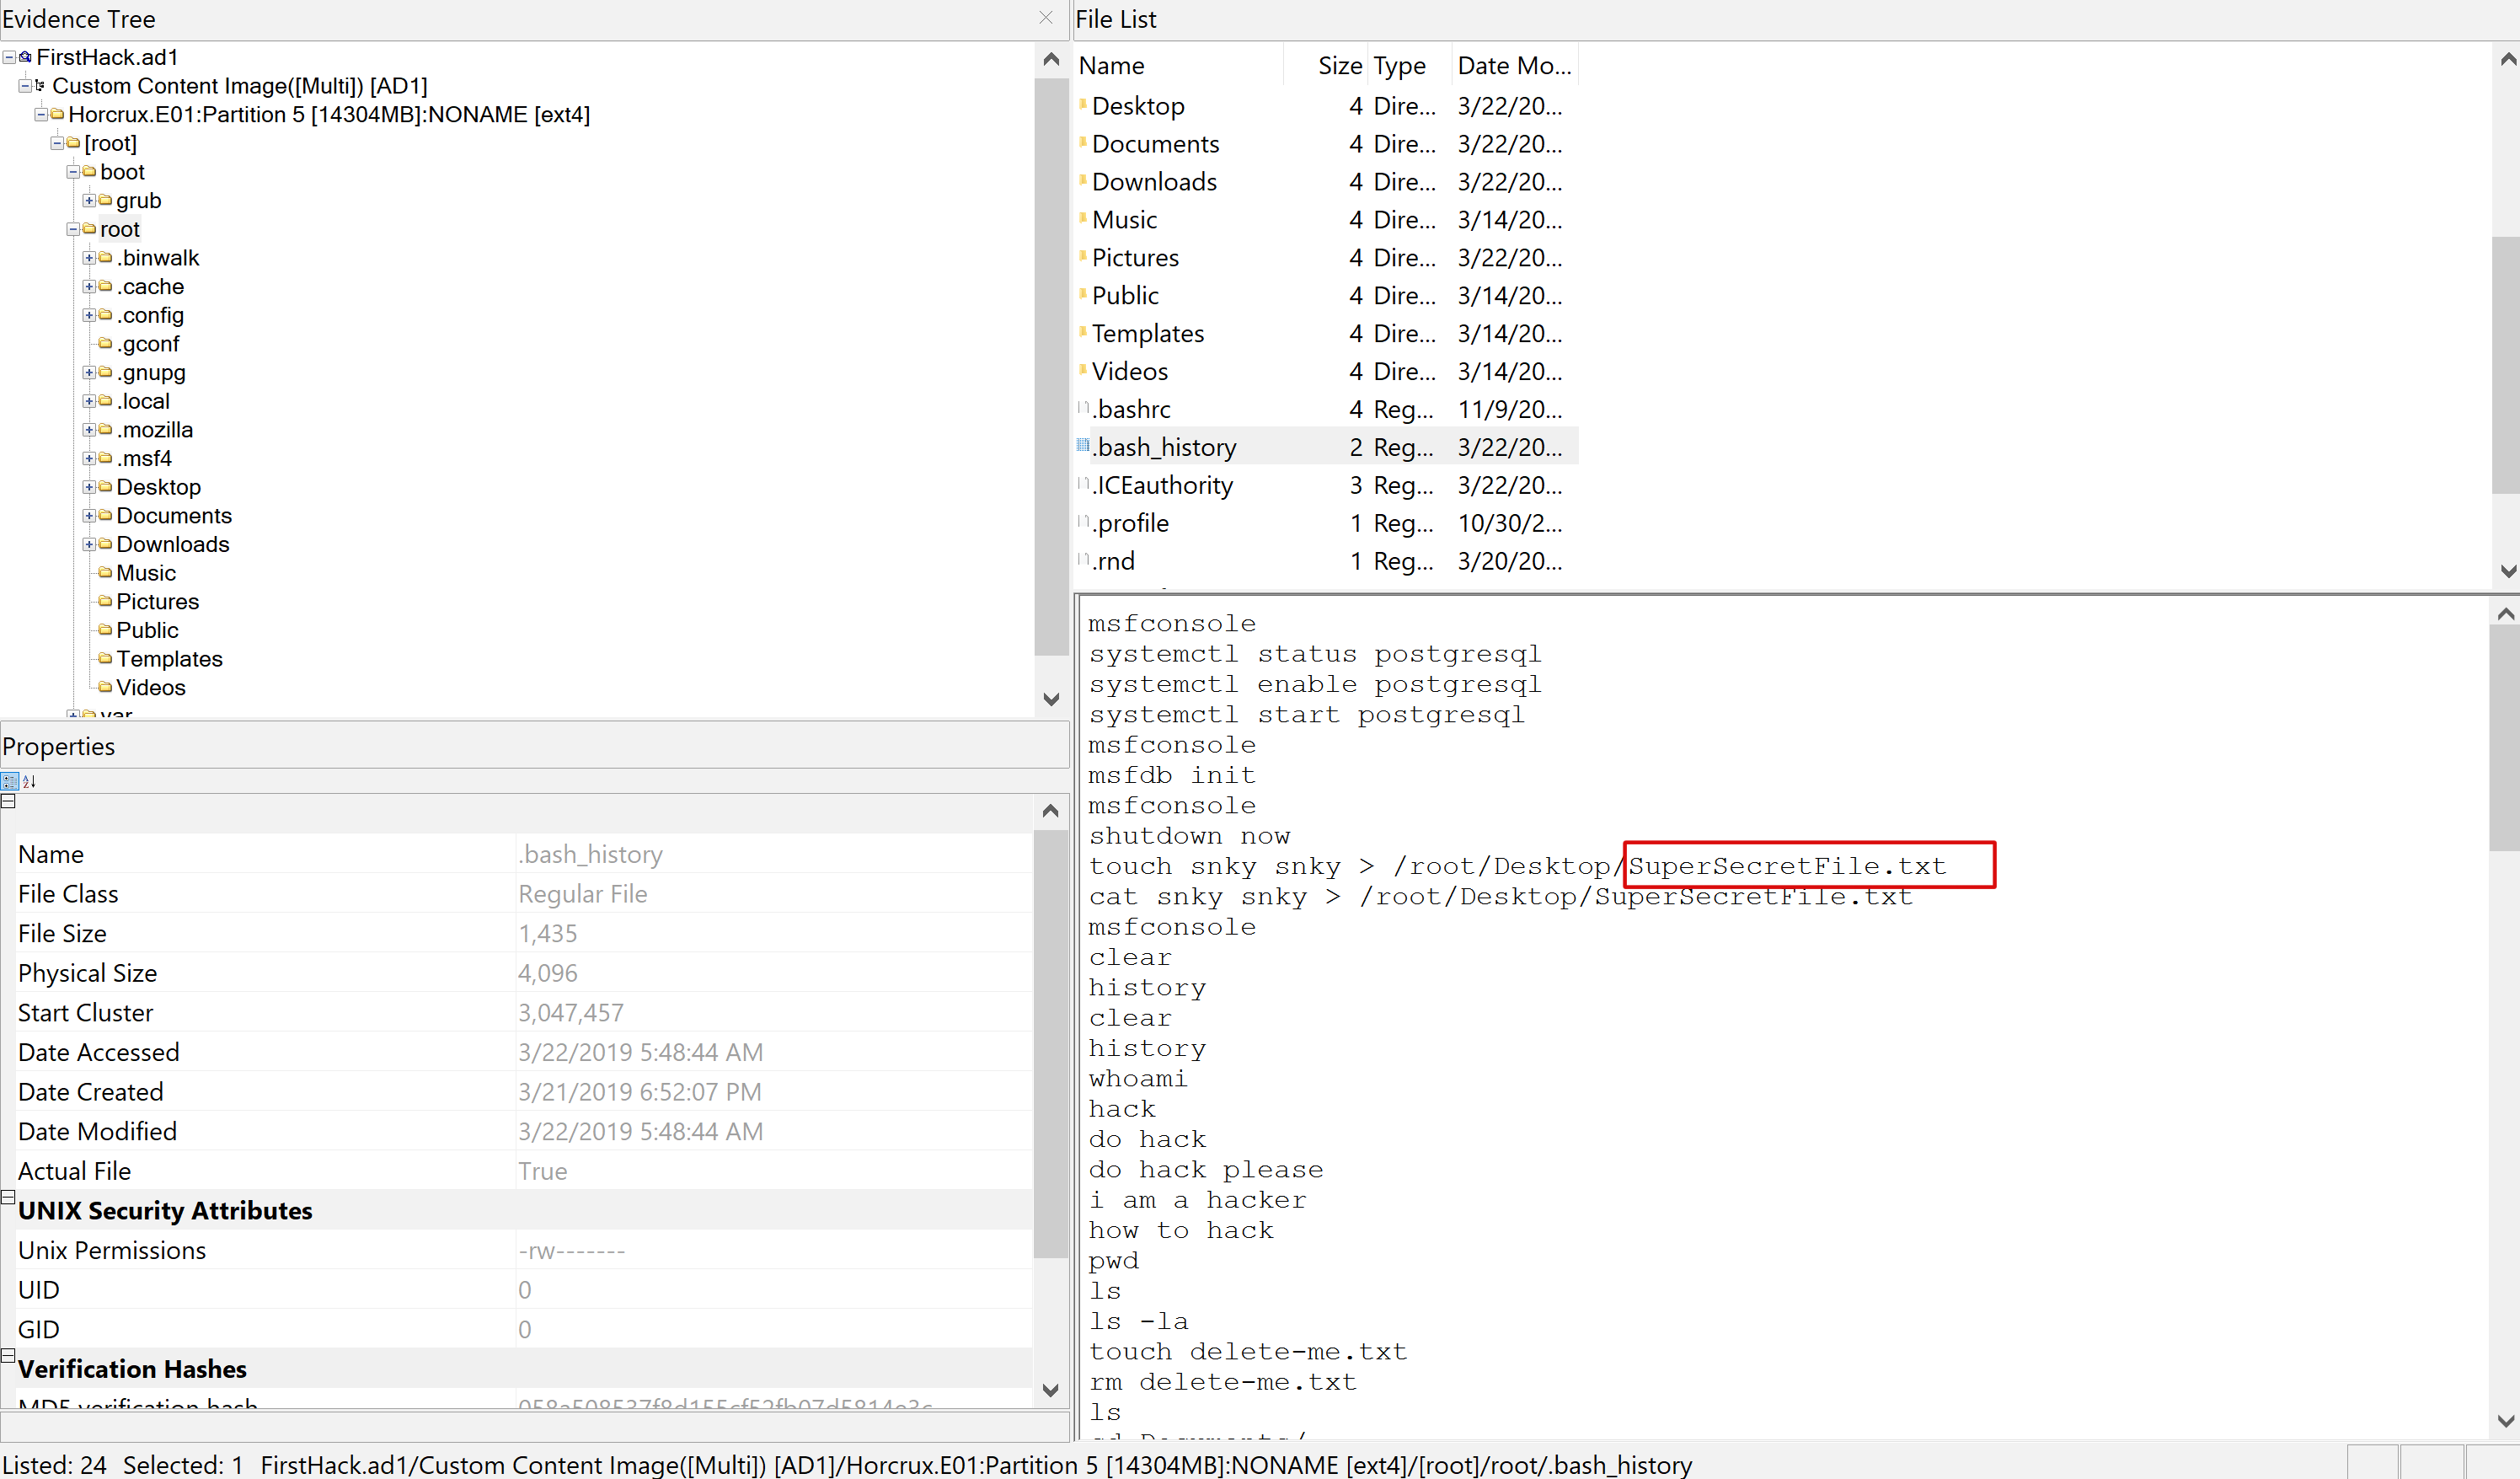 Evidence Tree
FirstHack.ad1
Custom Content Image([Multi]) [AD1]
Horcrux.E01:Partition 5 [14304MB]:NONAME [ext4]
[root]
boot
grub
root
.binwalk
.cache
.config
.gconf
.gnupg
.local
.mozilla
.msf4
Desktop
Documents
Downloads
Music
Pictures
Public
Templates
Videos
var
Properties
Name .bash_history
File Class Regular File
File Size 1,435
Physical Size 4,096
Start Cluster 3,047,457
Date Accessed 3/22/2019 5:48:44 AM
Date Created 3/21/2019 6:52:07 PM
Date Modified 3/22/2019 5:48:44 AM
Actual File True
UNIX Security Attributes
Unix Permissions -rw-------
UID 0
GID 0
Verification Hashes
MD5 verification hash
File List
Name Size Type Date Mo...
Desktop 4 Dire... 3/22/20...
Documents 4 Dire... 3/22/20...
Downloads 4 Dire... 3/22/20...
Music 4 Dire... 3/14/20...
Pictures 4 Dire... 3/22/20...
Public 4 Dire... 3/14/20...
Templates 4 Dire... 3/14/20...
Videos 4 Dire... 3/14/20...
.bashrc 4 Reg... 11/9/20...
.bash_history 2 Reg... 3/22/20...
.ICEauthority 3 Reg... 3/22/20...
.profile 1 Reg... 10/30/2...
.rnd 1 Reg... 3/20/20...
msfconsole
systemctl status postgresql
systemctl enable postgresql
systemctl start postgresql
msfconsole
msfdb init
msfconsole
shutdown now
touch snky snky > /root/Desktop/SuperSecretFile.txt
cat snky snky > /root/Desktop/SuperSecretFile.txt
msfconsole
clear
history
clear
history
whoami
hack
do hack
do hack please
i am a hacker
how to hack
pwd
ls
ls -la
touch delete-me.txt
rm delete-me.txt
ls
cd Documents/
Listed: 24 Selected: 1 FirstHack.ad1/Custom Content Image([Multi]) [AD1]/Horcrux.E01:Partition 5 [14304MB]:NONAME [ext4]/[root]/root/.bash_history